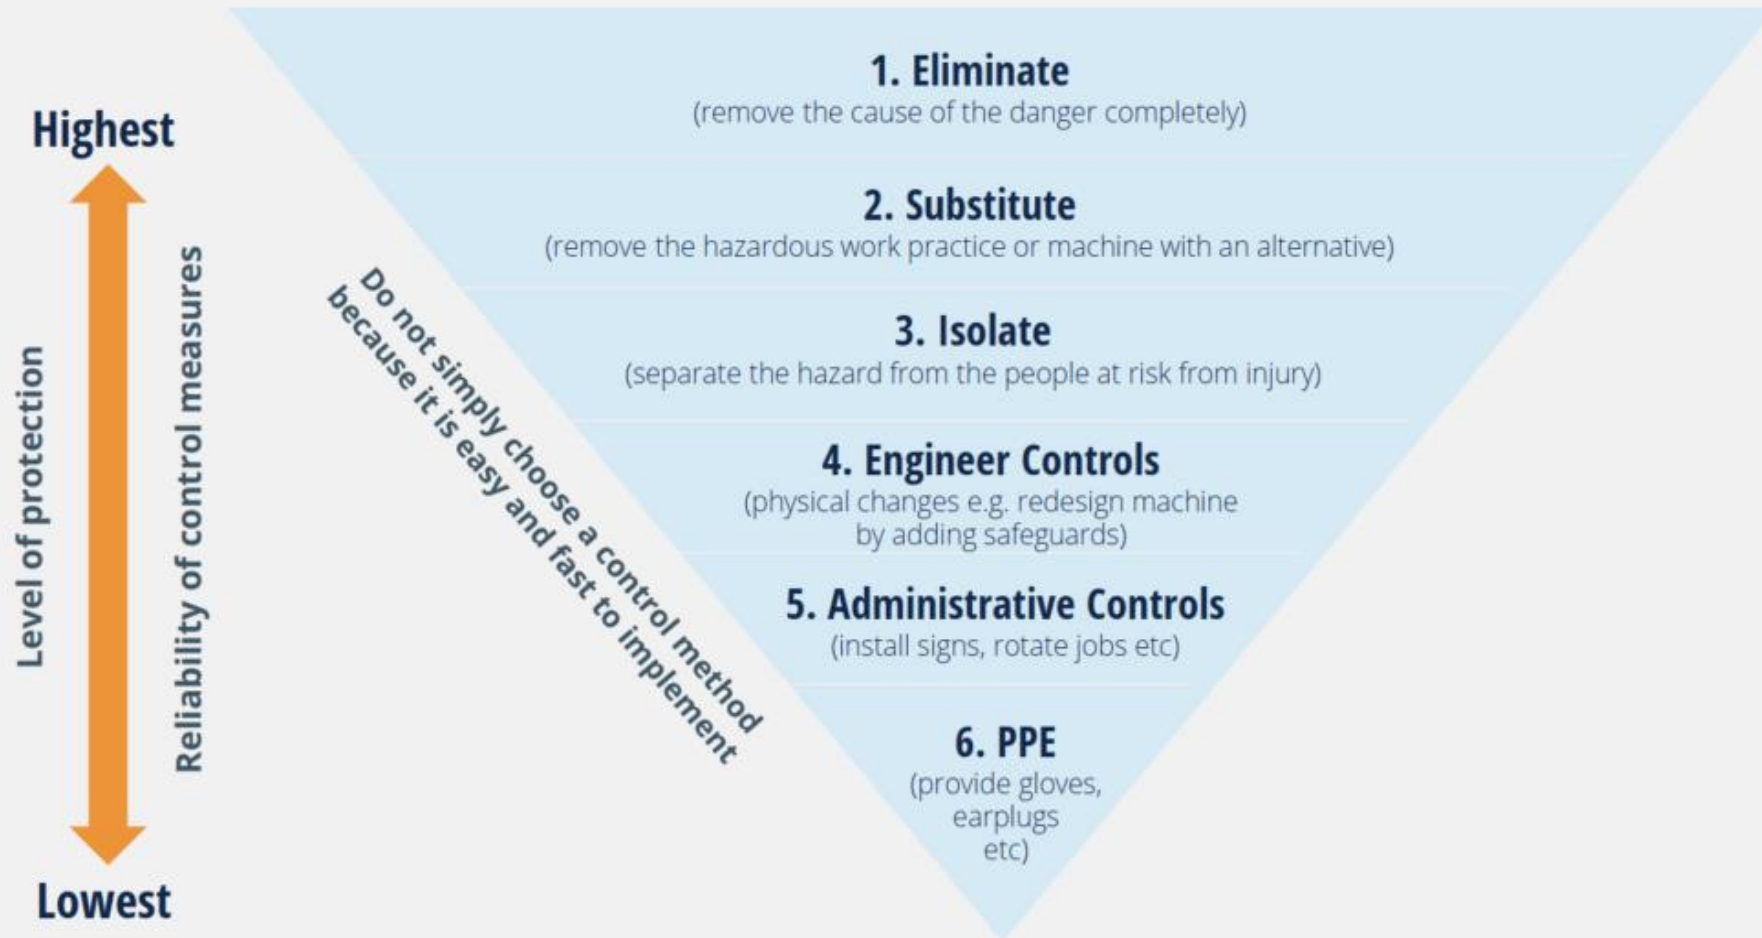 Highest
Level of protection
Reliability of control measures
Lowest
Do not simply choose a control method
because it is easy and fast to implement
1. Eliminate
(remove the cause of the danger completely)
2. Substitute
(remove the hazardous work practice or machine with an alternative)
3. Isolate
(separate the hazard from the people at risk from injury)
4. Engineer Controls
(physical changes e.g. redesign machine
by adding safeguards)
5. Administrative Controls
(install signs, rotate jobs etc)
6. PPE
(provide gloves,
earplugs
etc)